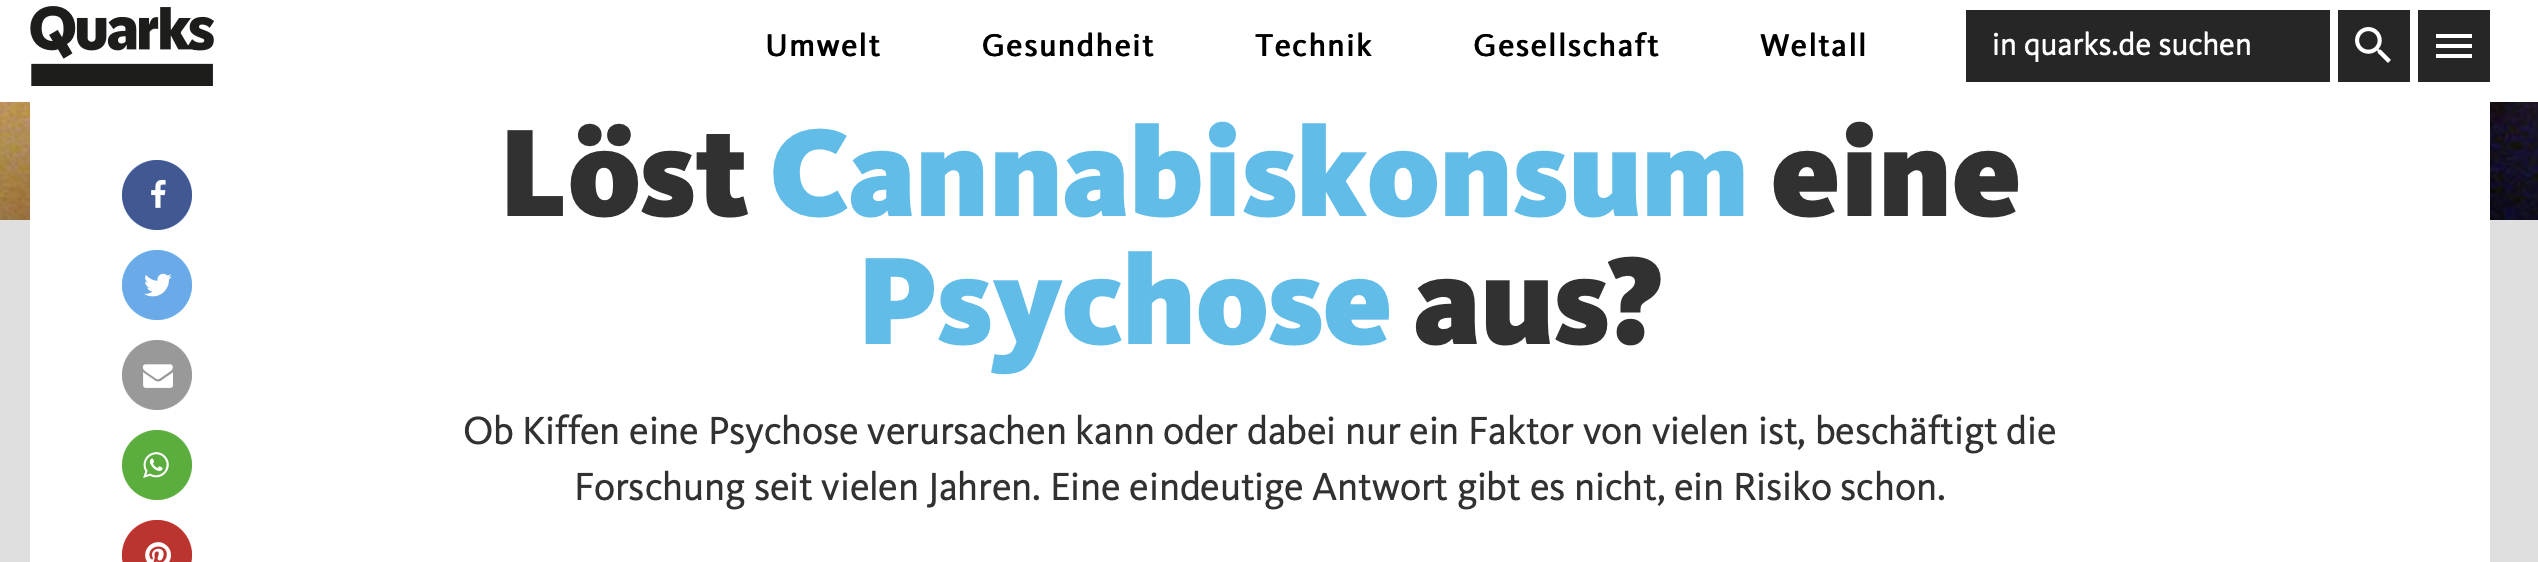 Quarks
Umwelt Gesundheit Technik Gesellschaft Weltall in quarks.de suchen
Löst Cannabiskonsum eine
Psychose aus?
Ob Kiffen eine Psychose verursachen kann oder dabei nur ein Faktor von vielen ist, beschäftigt die
Forschung seit vielen Jahren. Eine eindeutige Antwort gibt es nicht, ein Risiko schon.